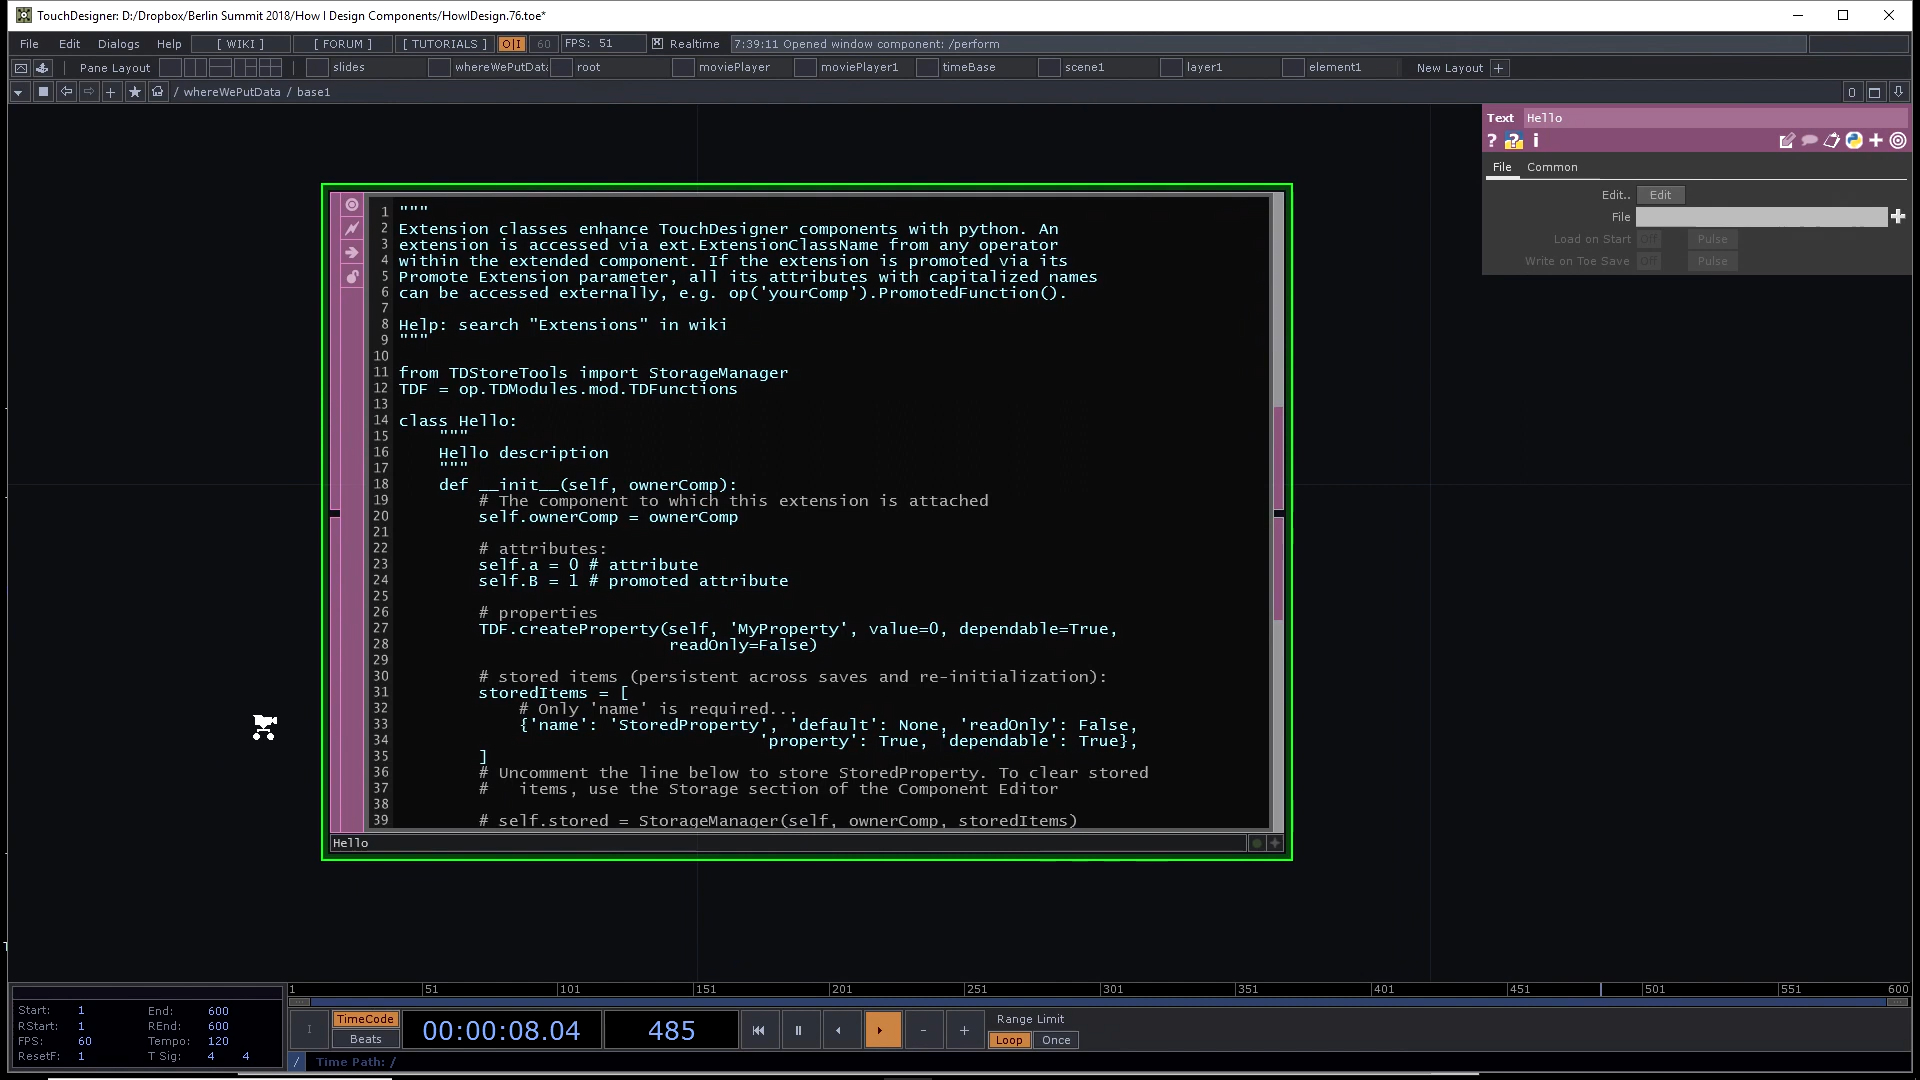 TouchDesigner: D:/Dropbox/Berlin Summit 2018/How I Design Components/HowIDesign.76.toe*
File Edit Dialogs Help [ WIKI ] [ FORUM ] [ TUTORIALS ] O|I 60 FPS: 51 Realtime 7:39:11 Opened window component: /perform
Pane Layout slides whereWePutData root moviePlayer moviePlayer1 timeBase scene1 layer1 element1 New Layout +
/ whereWePutData / base1 0
Text Hello
? ? i
File Common
Edit.. Edit
File
Load on Start Off Pulse
Write on Toe Save Off Pulse
1 """
2 Extension classes enhance TouchDesigner components with python. An
3 extension is accessed via ext.ExtensionClassName from any operator
4 within the extended component. If the extension is promoted via its
5 Promote Extension parameter, all its attributes with capitalized names
6 can be accessed externally, e.g. op('yourComp').PromotedFunction().
7
8 Help: search "Extensions" in wiki
9 """
10
11 from TDStoreTools import StorageManager
12 TDF = op.TDModules.mod.TDFunctions
13
14 class Hello:
15 """
16 Hello description
17 """
18 def __init__(self, ownerComp):
19 # The component to which this extension is attached
20 self.ownerComp = ownerComp
21
22 # attributes:
23 self.a = 0 # attribute
24 self.B = 1 # promoted attribute
25
26 # properties
27 TDF.createProperty(self, 'MyProperty', value=0, dependable=True,
28 readOnly=False)
29
30 # stored items (persistent across saves and re-initialization):
31 storedItems = [
32 # Only 'name' is required...
33 {'name': 'StoredProperty', 'default': None, 'readOnly': False,
34 'property': True, 'dependable': True},
35 ]
36 # Uncomment the line below to store StoredProperty. To clear stored
37 # items, use the Storage section of the Component Editor
38
39 # self.stored = StorageManager(self, ownerComp, storedItems)
Hello
1 51 101 151 201 251 301 351 401 451 501 551 600
Start: 1 End: 600
RStart: 1 REnd: 600
FPS: 60 Tempo: 120
ResetF: 1 T Sig: 4 4
TimeCode
Beats
00:00:08.04 485
Range Limit
Loop Once
/ Time Path: /